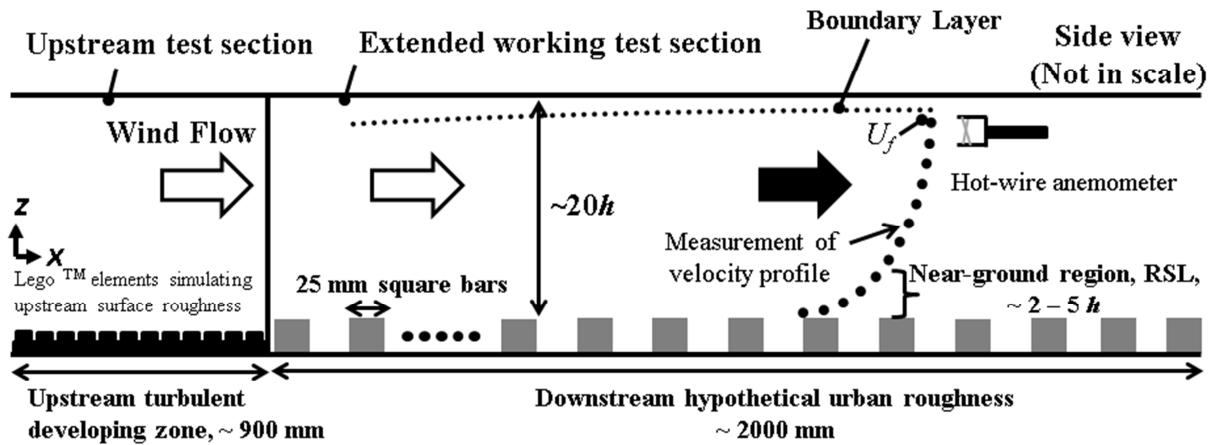 Upstream test section
Extended working test section
Boundary Layer
Side view
(Not in scale)
Wind Flow
Uf
Hot-wire anemometer
~20h
z
x
Lego TM elements simulating
upstream surface roughness
25 mm square bars
Measurement of
velocity profile
Near-ground region, RSL,
~ 2 – 5 h
Upstream turbulent
developing zone, ~ 900 mm
Downstream hypothetical urban roughness
~ 2000 mm